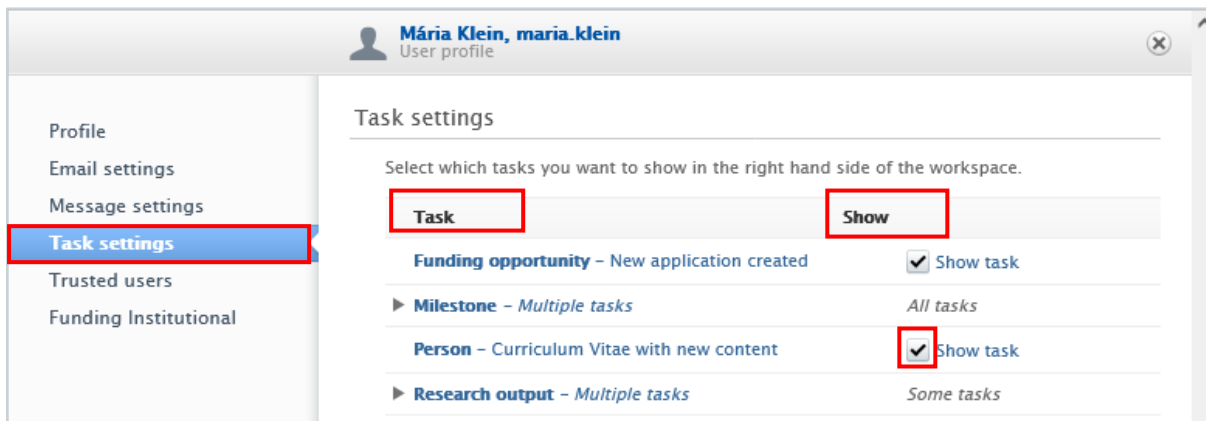 Mária Klein, maria.klein
User profile
Profile
Email settings
Message settings
Task settings
Trusted users
Funding Institutional
Task settings
Select which tasks you want to show in the right hand side of the workspace.
Task Show
Funding opportunity – New application created Show task
Milestone – Multiple tasks All tasks
Person – Curriculum Vitae with new content Show task
Research output – Multiple tasks Some tasks